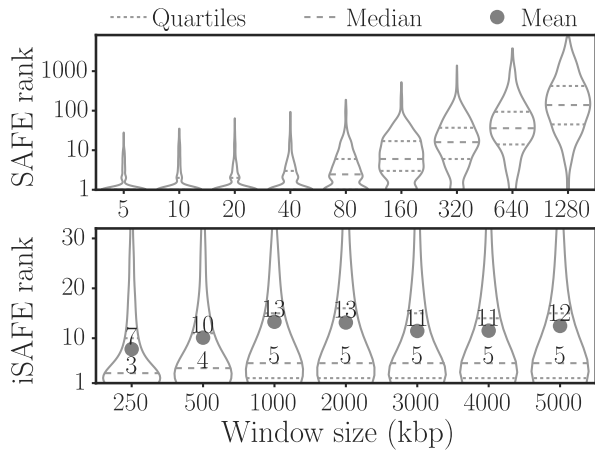 Quartiles Median Mean
SAFE rank
1000
100
10
1
5 10 20 40 80 160 320 640 1280
iSAFE rank
30
20
10
1
7 10 13 13 11 11 12
3 4 5 5 5 5 5
250 500 1000 2000 3000 4000 5000
Window size (kbp)